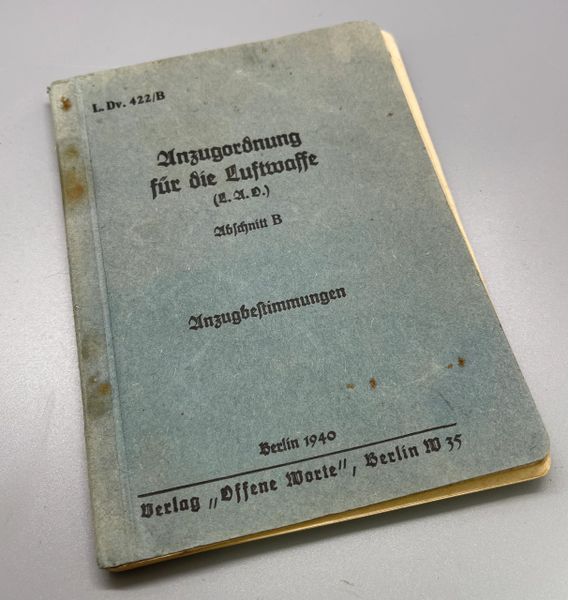 L. Dv. 422/B
Anzugordnung
für die Luftwaffe
(L. A. O.)
Abschnitt B
Anzugbestimmungen
Berlin 1940
Verlag „Offene Worte”, Berlin W 35